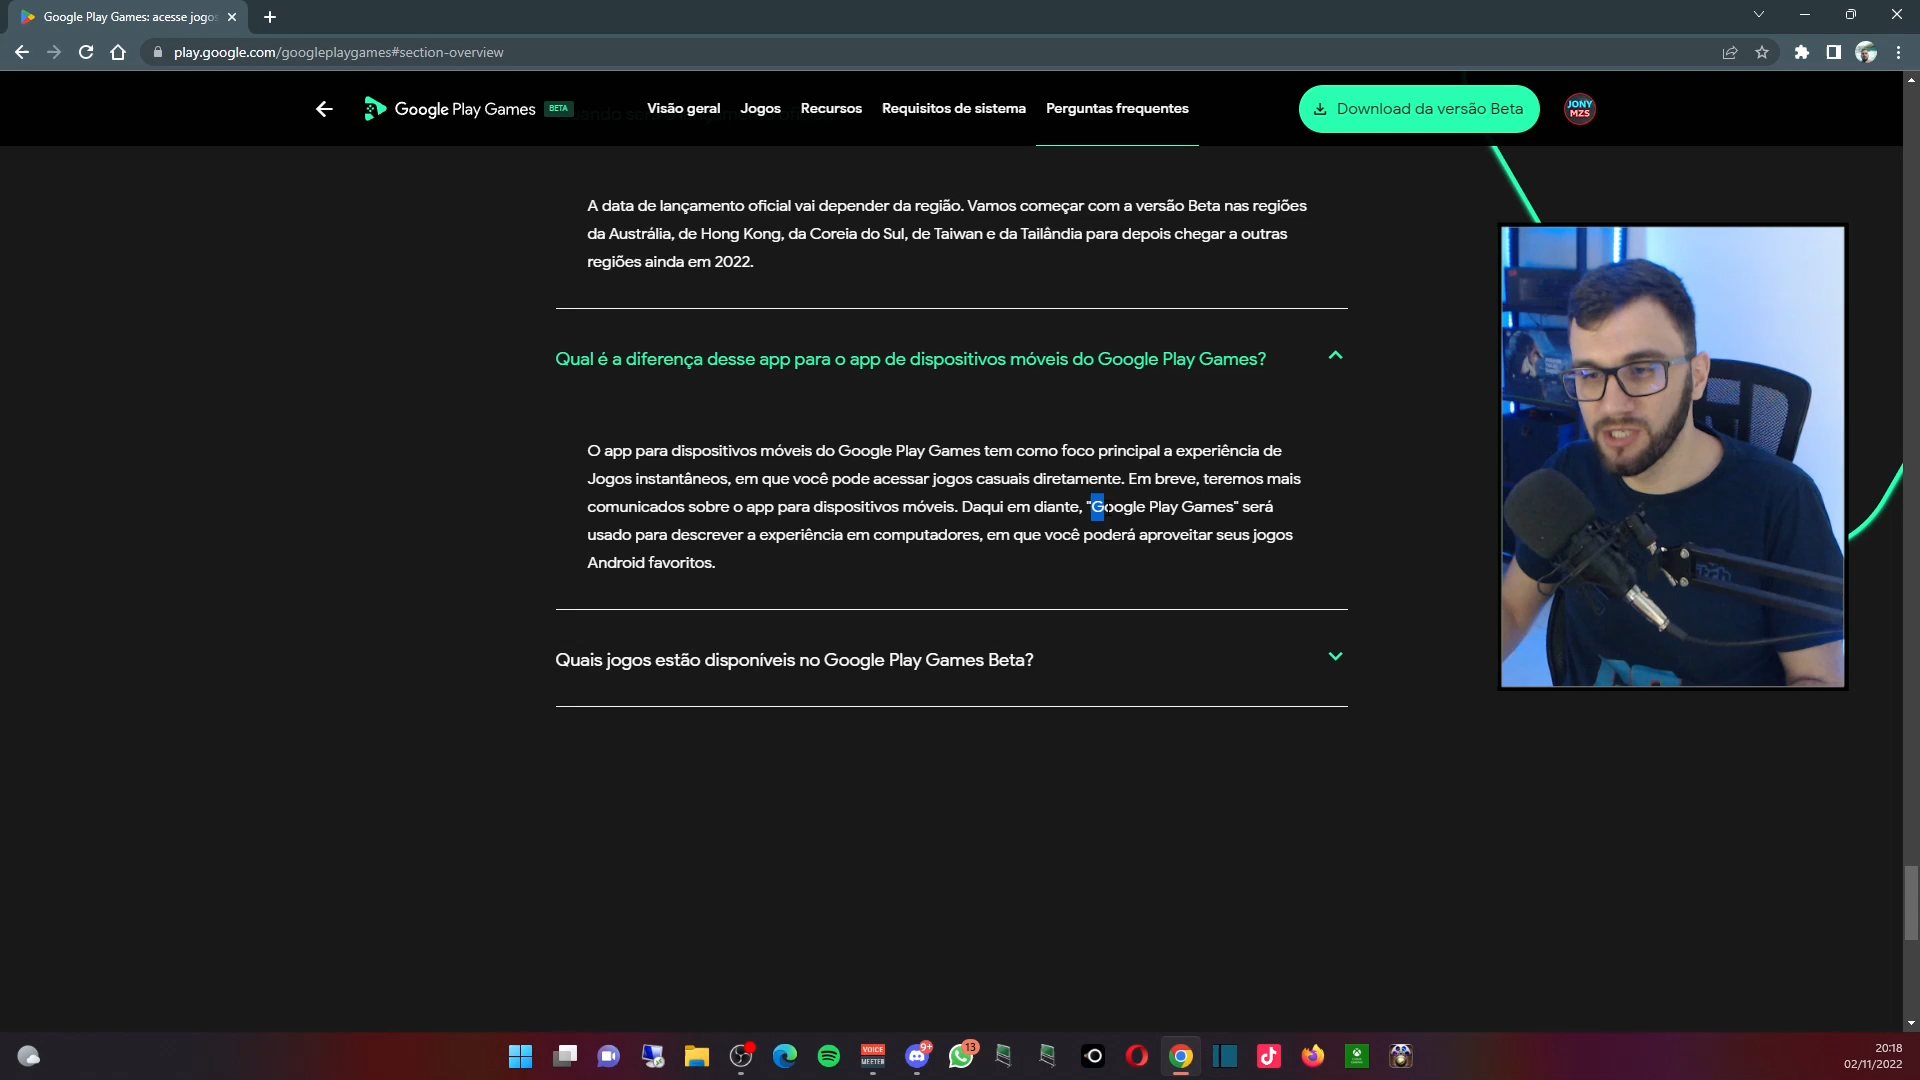 Google Play Games: acesse jogos
play.google.com/googleplaygames#section-overview
Google Play Games BETA
Visão geral
Jogos
Recursos
Requisitos de sistema
Perguntas frequentes
Download da versão Beta
JONY
MZS
A data de lançamento oficial vai depender da região. Vamos começar com a versão Beta nas regiões
da Austrália, de Hong Kong, da Coreia do Sul, de Taiwan e da Tailândia para depois chegar a outras
regiões ainda em 2022.
Qual é a diferença desse app para o app de dispositivos móveis do Google Play Games?
O app para dispositivos móveis do Google Play Games tem como foco principal a experiência de
Jogos instantâneos, em que você pode acessar jogos casuais diretamente. Em breve, teremos mais
comunicados sobre o app para dispositivos móveis. Daqui em diante, "Google Play Games" será
usado para descrever a experiência em computadores, em que você poderá aproveitar seus jogos
Android favoritos.
Quais jogos estão disponíveis no Google Play Games Beta?
VOICE
MEETER
9+
13
20:18
02/11/2022